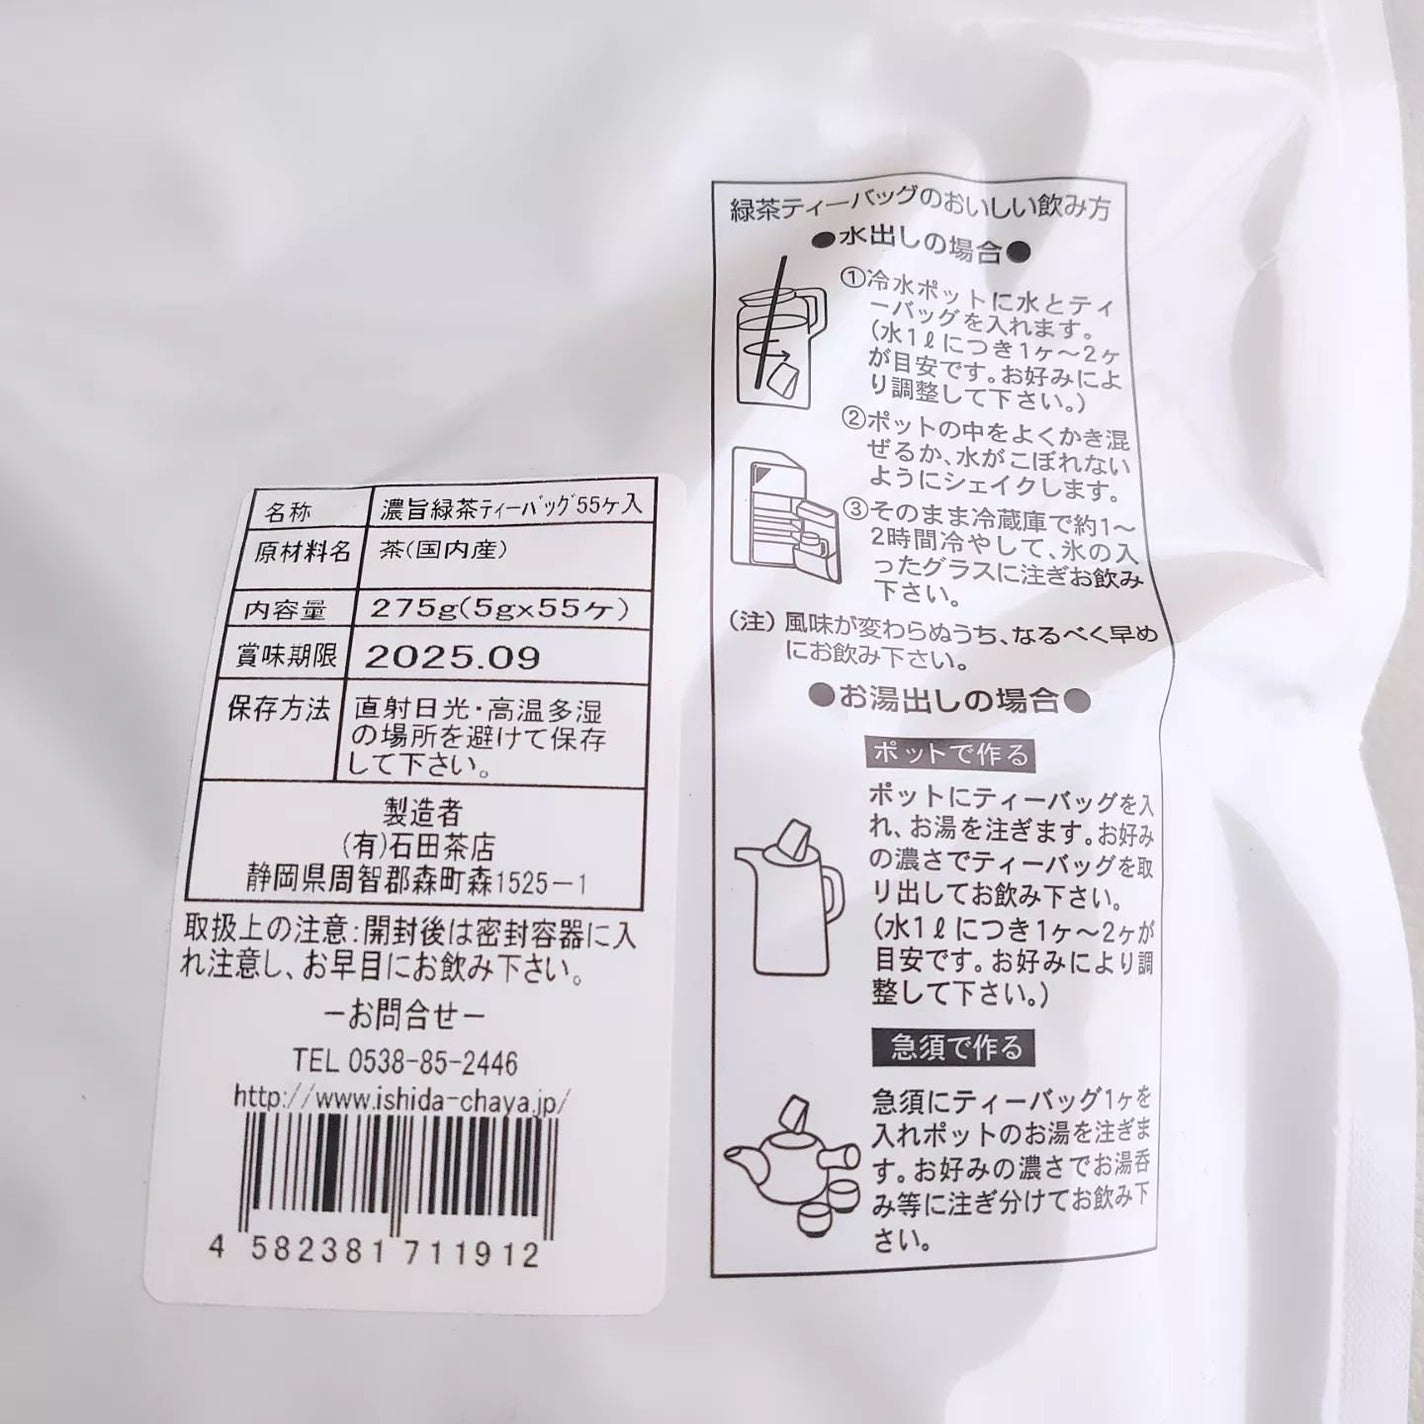 名称 濃旨緑茶ティーバッグ55ヶ入
原材料名 茶(国内産)
内容量 275g(5g×55ケ)
賞味期限 2025.09
保存方法 直射日光・高温多湿
の場所を避けて保存
して下さい。
製造者
(有)石田茶店
静岡県周智郡森町森1525−1
取扱上の注意:開封後は密封容器に入
れ注意し、お早目にお飲み下さい。
−お問合せ−
TEL 0538-85-2446
http://www.ishida-chaya.jp/
4 582381 711912
緑茶ティーバッグのおいしい飲み方
●水出しの場合●
①冷水ポットに水とティ
ーバッグを入れます。
(水1ℓにつき1ヶ〜2ヶ
が目安です。お好みによ
り調整して下さい。)
②ポットの中をよくかき混
ぜるか、水がこぼれない
ようにシェイクします。
③そのまま冷蔵庫で約1〜
2時間冷やして、氷の入
ったグラスに注ぎお飲み
下さい。
(注) 風味が変わらぬうち、なるべく早め
にお飲み下さい。
●お湯出しの場合●
ポットで作る
ポットにティーバッグを入
れ、お湯を注ぎます。お好み
の濃さでティーバッグを取
り出してお飲み下さい。
(水1ℓにつき1ヶ〜2ヶが
目安です。お好みにより調
整して下さい。)
急須で作る
急須にティーバッグ1ヶを
入れポットのお湯を注ぎま
す。お好みの濃さでお湯呑
み等に注ぎ分けてお飲み下
さい。